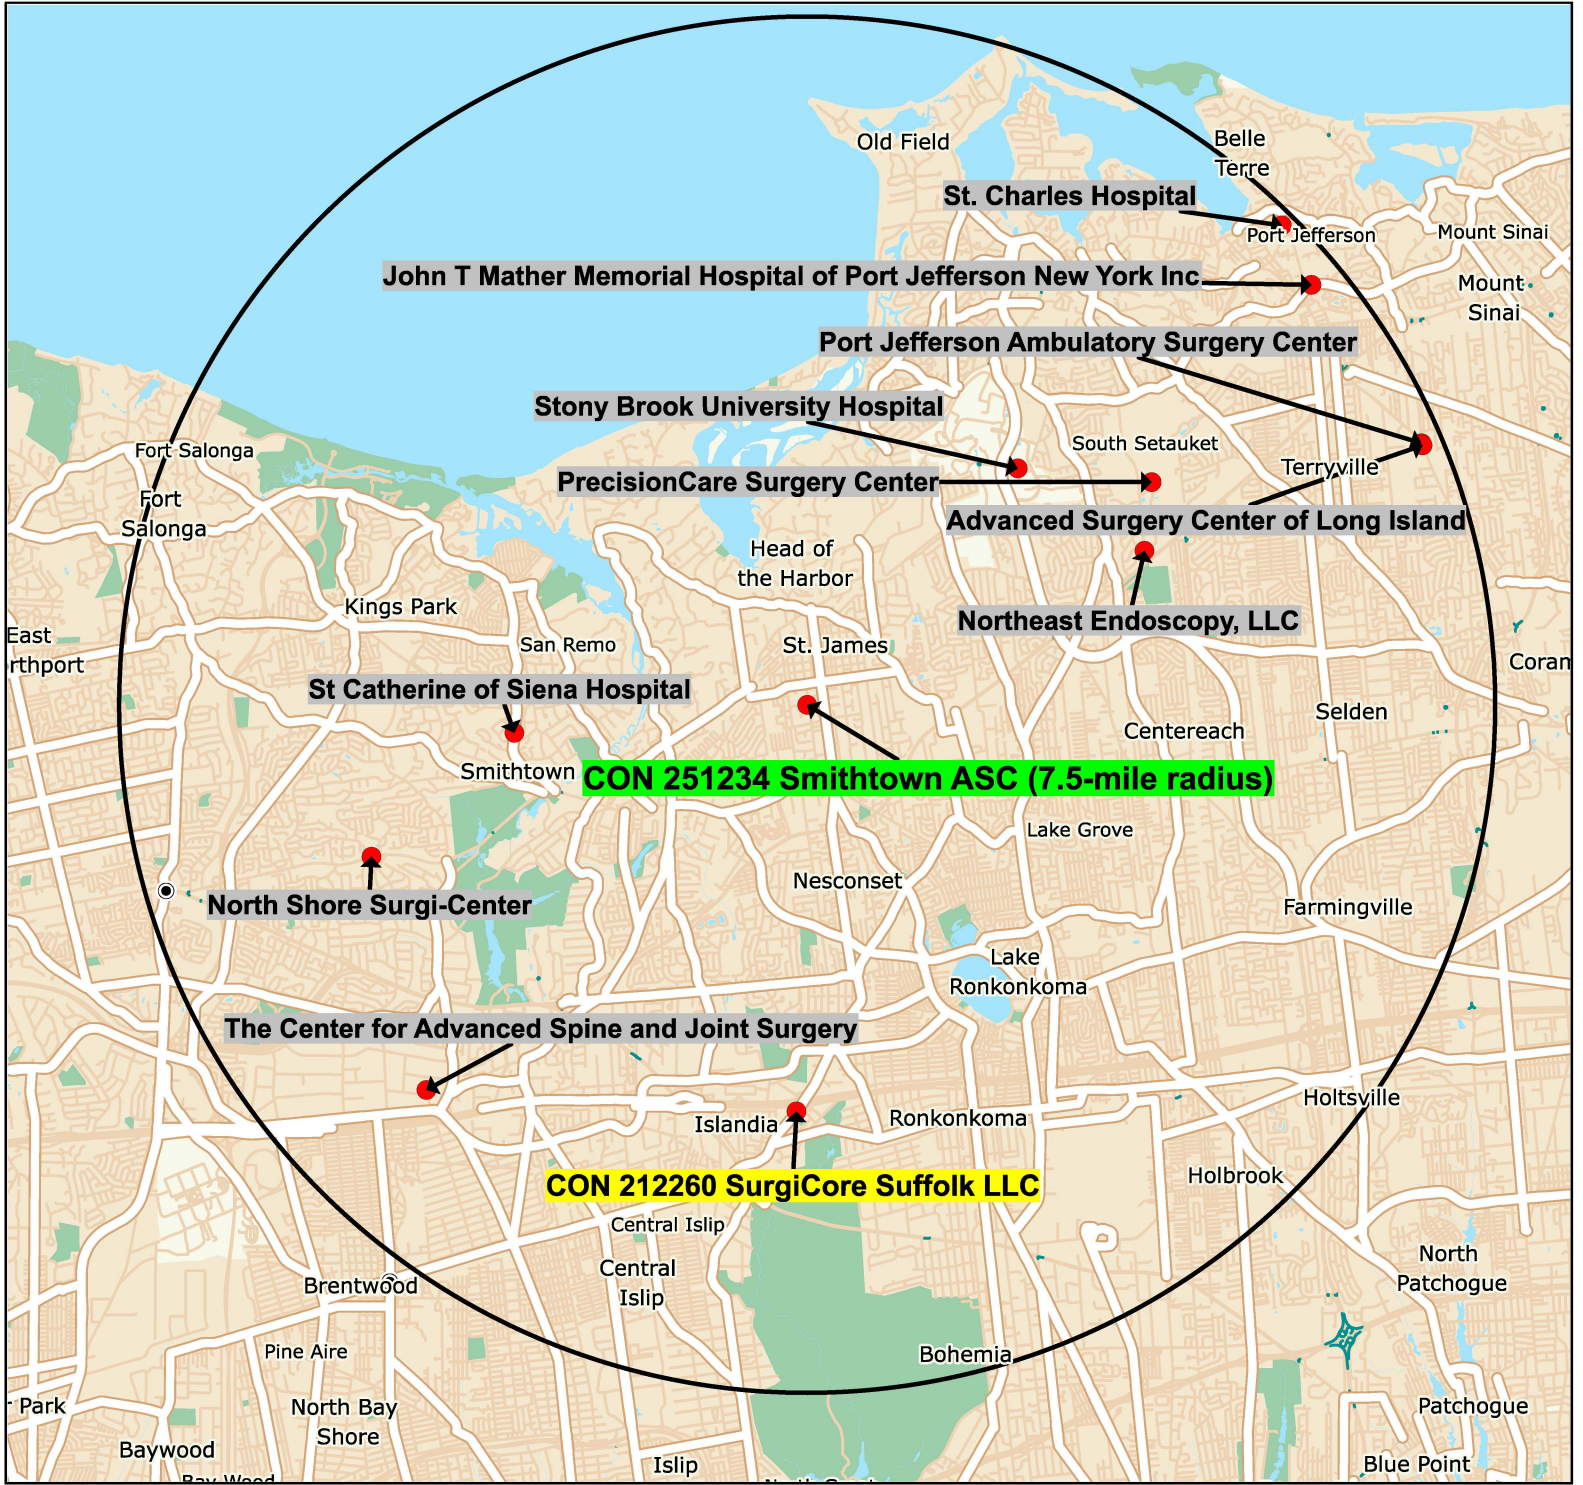 Old Field
Belle
Terre
St. Charles Hospital
Port Jefferson
Mount Sinai
John T Mather Memorial Hospital of Port Jefferson New York Inc
Mount
Sinai
Port Jefferson Ambulatory Surgery Center
Stony Brook University Hospital
South Setauket
Fort Salonga
Terryville
PrecisionCare Surgery Center
Fort
Salonga
Advanced Surgery Center of Long Island
Head of
the Harbor
Kings Park
Northeast Endoscopy, LLC
East
rthport
San Remo
St. James
Coram
St Catherine of Siena Hospital
Selden
Centereach
Smithtown
CON 251234 Smithtown ASC (7.5-mile radius)
Lake Grove
Nesconset
North Shore Surgi-Center
Farmingville
Lake
Ronkonkoma
The Center for Advanced Spine and Joint Surgery
Holtsville
Islandia
Ronkonkoma
Holbrook
CON 212260 SurgiCore Suffolk LLC
Central Islip
North
Patchogue
Central
Islip
Brentwood
Pine Aire
Bohemia
r Park
North Bay
Shore
Patchogue
Baywood
Islip
Blue Point
Bay Wood